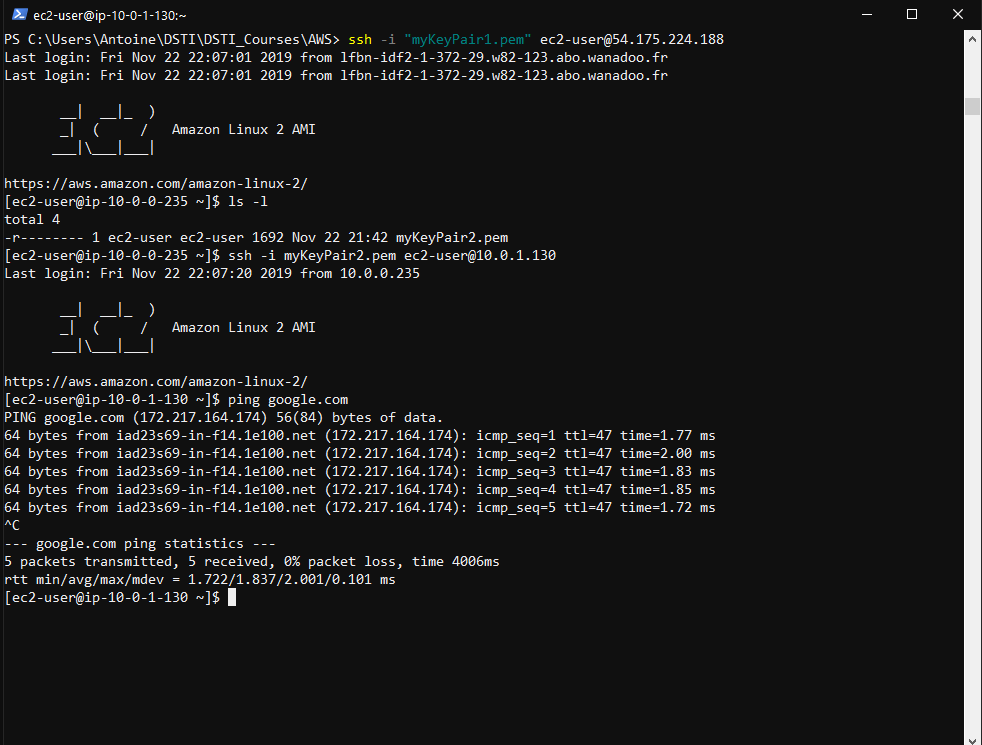 ec2-user@ip-10-0-1-130:~
PS C:\Users\Antoine\DSTI\DSTI_Courses\AWS> ssh -i "myKeyPair1.pem" ec2-user@54.175.224.188
Last login: Fri Nov 22 22:07:01 2019 from lfbn-idf2-1-372-29.w82-123.abo.wanadoo.fr
Last login: Fri Nov 22 22:07:01 2019 from lfbn-idf2-1-372-29.w82-123.abo.wanadoo.fr
       __|  __|_  )
       _|  (     /   Amazon Linux 2 AMI
      ___|\___|___|
https://aws.amazon.com/amazon-linux-2/
[ec2-user@ip-10-0-0-235 ~]$ ls -l
total 4
-r-------- 1 ec2-user ec2-user 1692 Nov 22 21:42 myKeyPair2.pem
[ec2-user@ip-10-0-0-235 ~]$ ssh -i myKeyPair2.pem ec2-user@10.0.1.130
Last login: Fri Nov 22 22:07:20 2019 from 10.0.0.235
       __|  __|_  )
       _|  (     /   Amazon Linux 2 AMI
      ___|\___|___|
https://aws.amazon.com/amazon-linux-2/
[ec2-user@ip-10-0-1-130 ~]$ ping google.com
PING google.com (172.217.164.174) 56(84) bytes of data.
64 bytes from iad23s69-in-f14.1e100.net (172.217.164.174): icmp_seq=1 ttl=47 time=1.77 ms
64 bytes from iad23s69-in-f14.1e100.net (172.217.164.174): icmp_seq=2 ttl=47 time=2.00 ms
64 bytes from iad23s69-in-f14.1e100.net (172.217.164.174): icmp_seq=3 ttl=47 time=1.83 ms
64 bytes from iad23s69-in-f14.1e100.net (172.217.164.174): icmp_seq=4 ttl=47 time=1.85 ms
64 bytes from iad23s69-in-f14.1e100.net (172.217.164.174): icmp_seq=5 ttl=47 time=1.72 ms
^C
--- google.com ping statistics ---
5 packets transmitted, 5 received, 0% packet loss, time 4006ms
rtt min/avg/max/mdev = 1.722/1.837/2.001/0.101 ms
[ec2-user@ip-10-0-1-130 ~]$